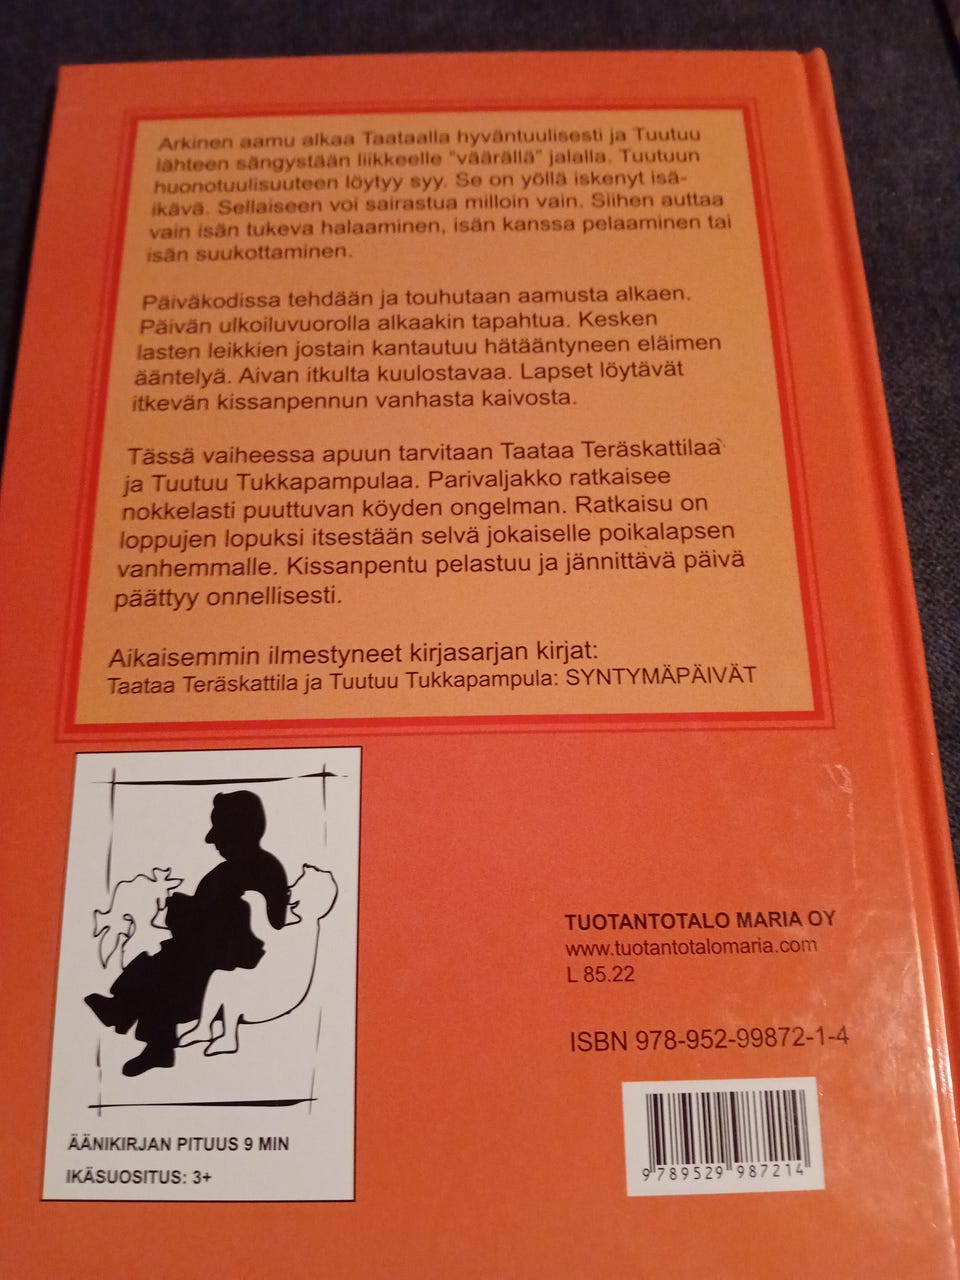 Arkinen aamu alkaa Taataalla hyväntuulisesti ja Tuutuu
lähteen sängystään liikkeelle "väärällä" jalalla. Tuutuun
huonotuulisuuteen löytyy syy. Se on yöllä iskenyt isä-
ikävä. Sellaiseen voi sairastua milloin vain. Siihen auttaa
vain isän tukeva halaaminen, isän kanssa pelaaminen tai
isän suukottaminen.
Päiväkodissa tehdään ja touhutaan aamusta alkaen.
Päivän ulkoiluvuorolla alkaakin tapahtua. Kesken
lasten leikkien jostain kantautuu hätääntyneen eläimen
ääntelyä. Aivan itkulta kuulostavaa. Lapset löytävät
itkevän kissanpennun vanhasta kaivosta.
Tässä vaiheessa apuun tarvitaan Taataa Teräskattilaa
ja Tuutuu Tukkapampulaa. Parivaljakko ratkaisee
nokkelasti puuttuvan köyden ongelman. Ratkaisu on
loppujen lopuksi itsestään selvä jokaiselle poikalapsen
vanhemmalle. Kissanpentu pelastuu ja jännittävä päivä
päättyy onnellisesti.
Aikaisemmin ilmestyneet kirjasarjan kirjat:
Taataa Teräskattila ja Tuutuu Tukkapampula: SYNTYMÄPÄIVÄT
ÄÄNIKIRJAN PITUUS 9 MIN
IKÄSUOSITUS: 3+
TUOTANTOTALO MARIA OY
www.tuotantotalomaria.com
L 85.22
ISBN 978-952-99872-1-4
9 789529 987214